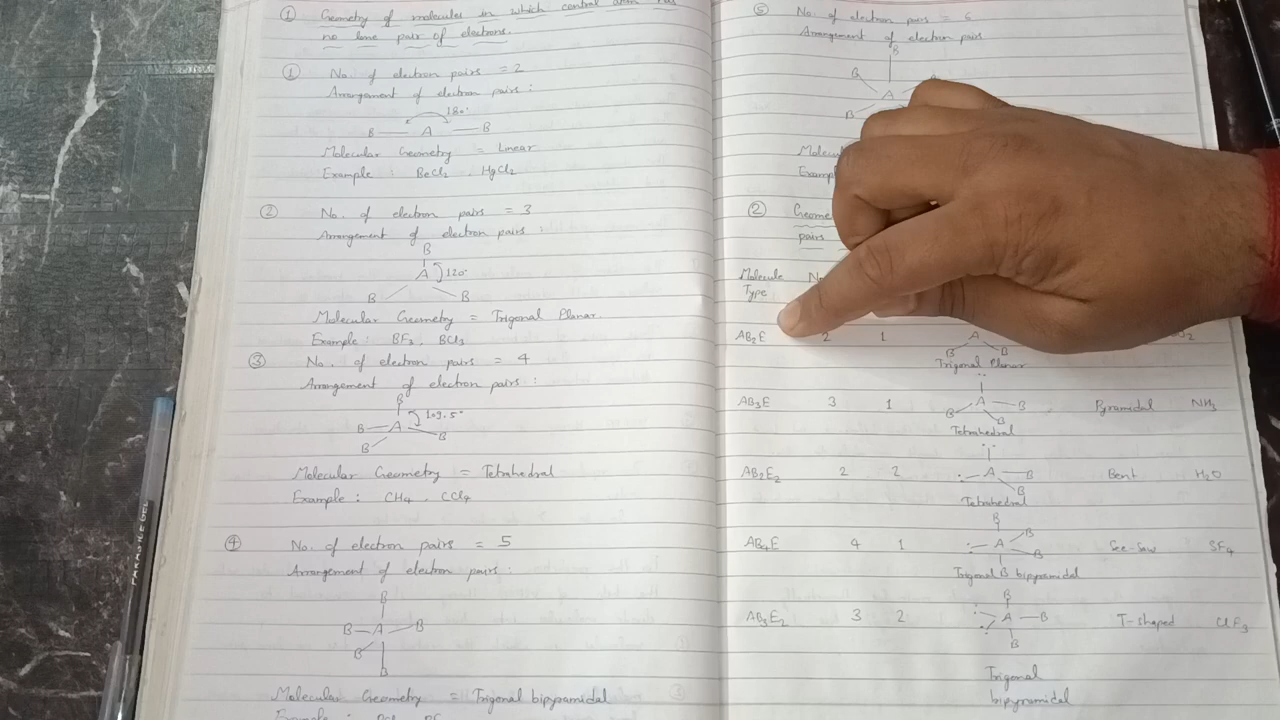 ① Geometry of molecules in which central atom has
no lone pair of electrons.
① No. of electron pairs = 2
Arrangement of electron pairs :
180°
B A B
Molecular Geometry = Linear
Example : BeCl2 , HgCl2
② No. of electron pairs = 3
Arrangement of electron pairs :
B
A 120°
B B
Molecular Geometry = Trigonal Planar.
Example : BF3 , BCl3
③ No. of electron pairs = 4
Arrangement of electron pairs :
B
109.5°
B A B
B
Molecular Geometry = Tetrahedral
Example : CH4 , CCl4
④ No. of electron pairs = 5
Arrangement of electron pairs :
B
B A B
B
B
Molecular Geometry = Trigonal bipyramidal
Example :
⑤ No. of electron pairs = 6
Arrangement of electron pairs
B
B
A
B
②
pairs
Molecule
Type
AB2E 2 1 A
B B
Trigonal Planar
AB3E 3 1 A B Pyramidal NH3
B B
Tetrahedral
AB2E2 2 2 A B Bent H2O
B
Tetrahedral
B
AB4E 4 1 A B See-Saw SF4
B
Trigonal B bipyramidal
B
AB3E2 3 2 A B T-shaped ClF3
B
Trigonal
bipyramidal
PARAS FILE GEL